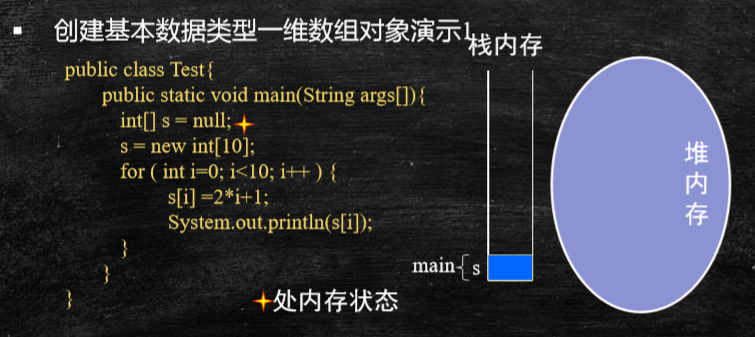 ▪ 创建基本数据类型一维数组对象演示1
栈内存
public class Test{
public static void main(String args[]){
int[] s = null;
s = new int[10];
for ( int i=0; i<10; i++ ) {
s[i] =2*i+1;
System.out.println(s[i]);
}
}
}
main{ s
堆
内
存
处内存状态